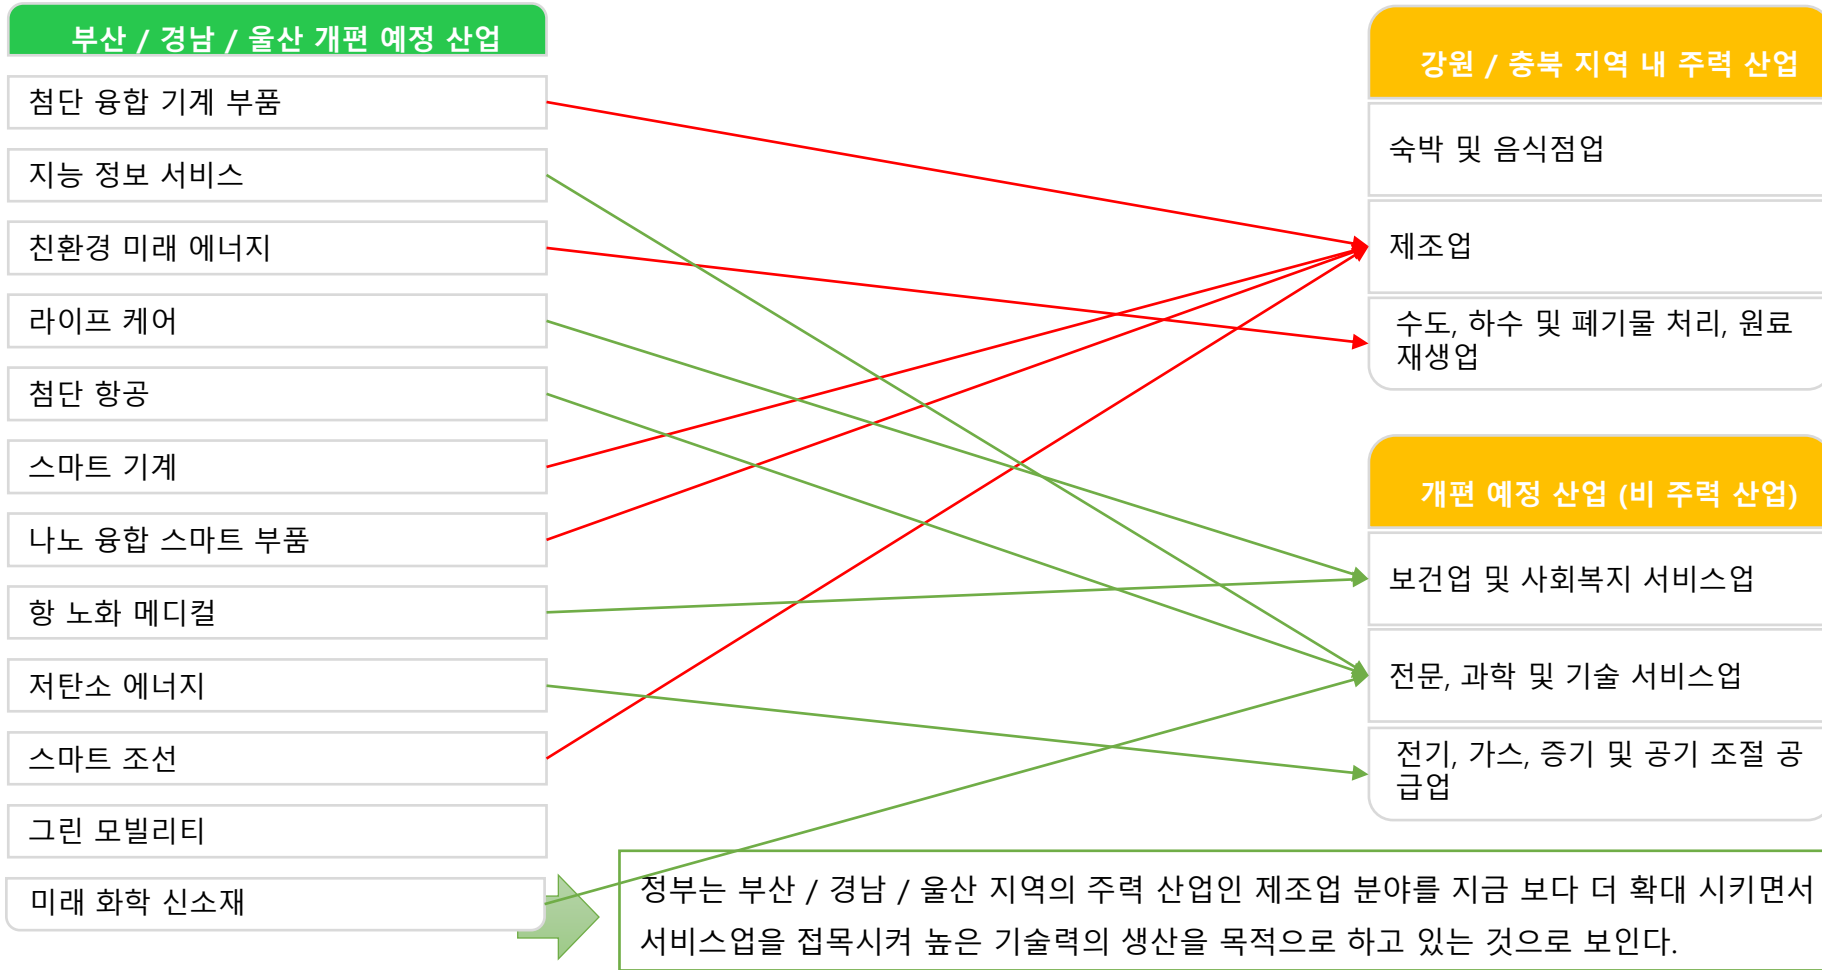 부산 / 경남 / 울산 개편 예정 산업
첨단 융합 기계 부품
지능 정보 서비스
친환경 미래 에너지
라이프 케어
첨단 항공
스마트 기계
나노 융합 스마트 부품
항 노화 메디컬
저탄소 에너지
스마트 조선
그린 모빌리티
미래 화학 신소재
강원 / 충북 지역 내 주력 산업
숙박 및 음식점업
제조업
수도, 하수 및 폐기물 처리, 원료
재생업
개편 예정 산업 (비 주력 산업)
보건업 및 사회복지 서비스업
전문, 과학 및 기술 서비스업
전기, 가스, 증기 및 공기 조절 공
급업
정부는 부산 / 경남 / 울산 지역의 주력 산업인 제조업 분야를 지금 보다 더 확대 시키면서
서비스업을 접목시켜 높은 기술력의 생산을 목적으로 하고 있는 것으로 보인다.